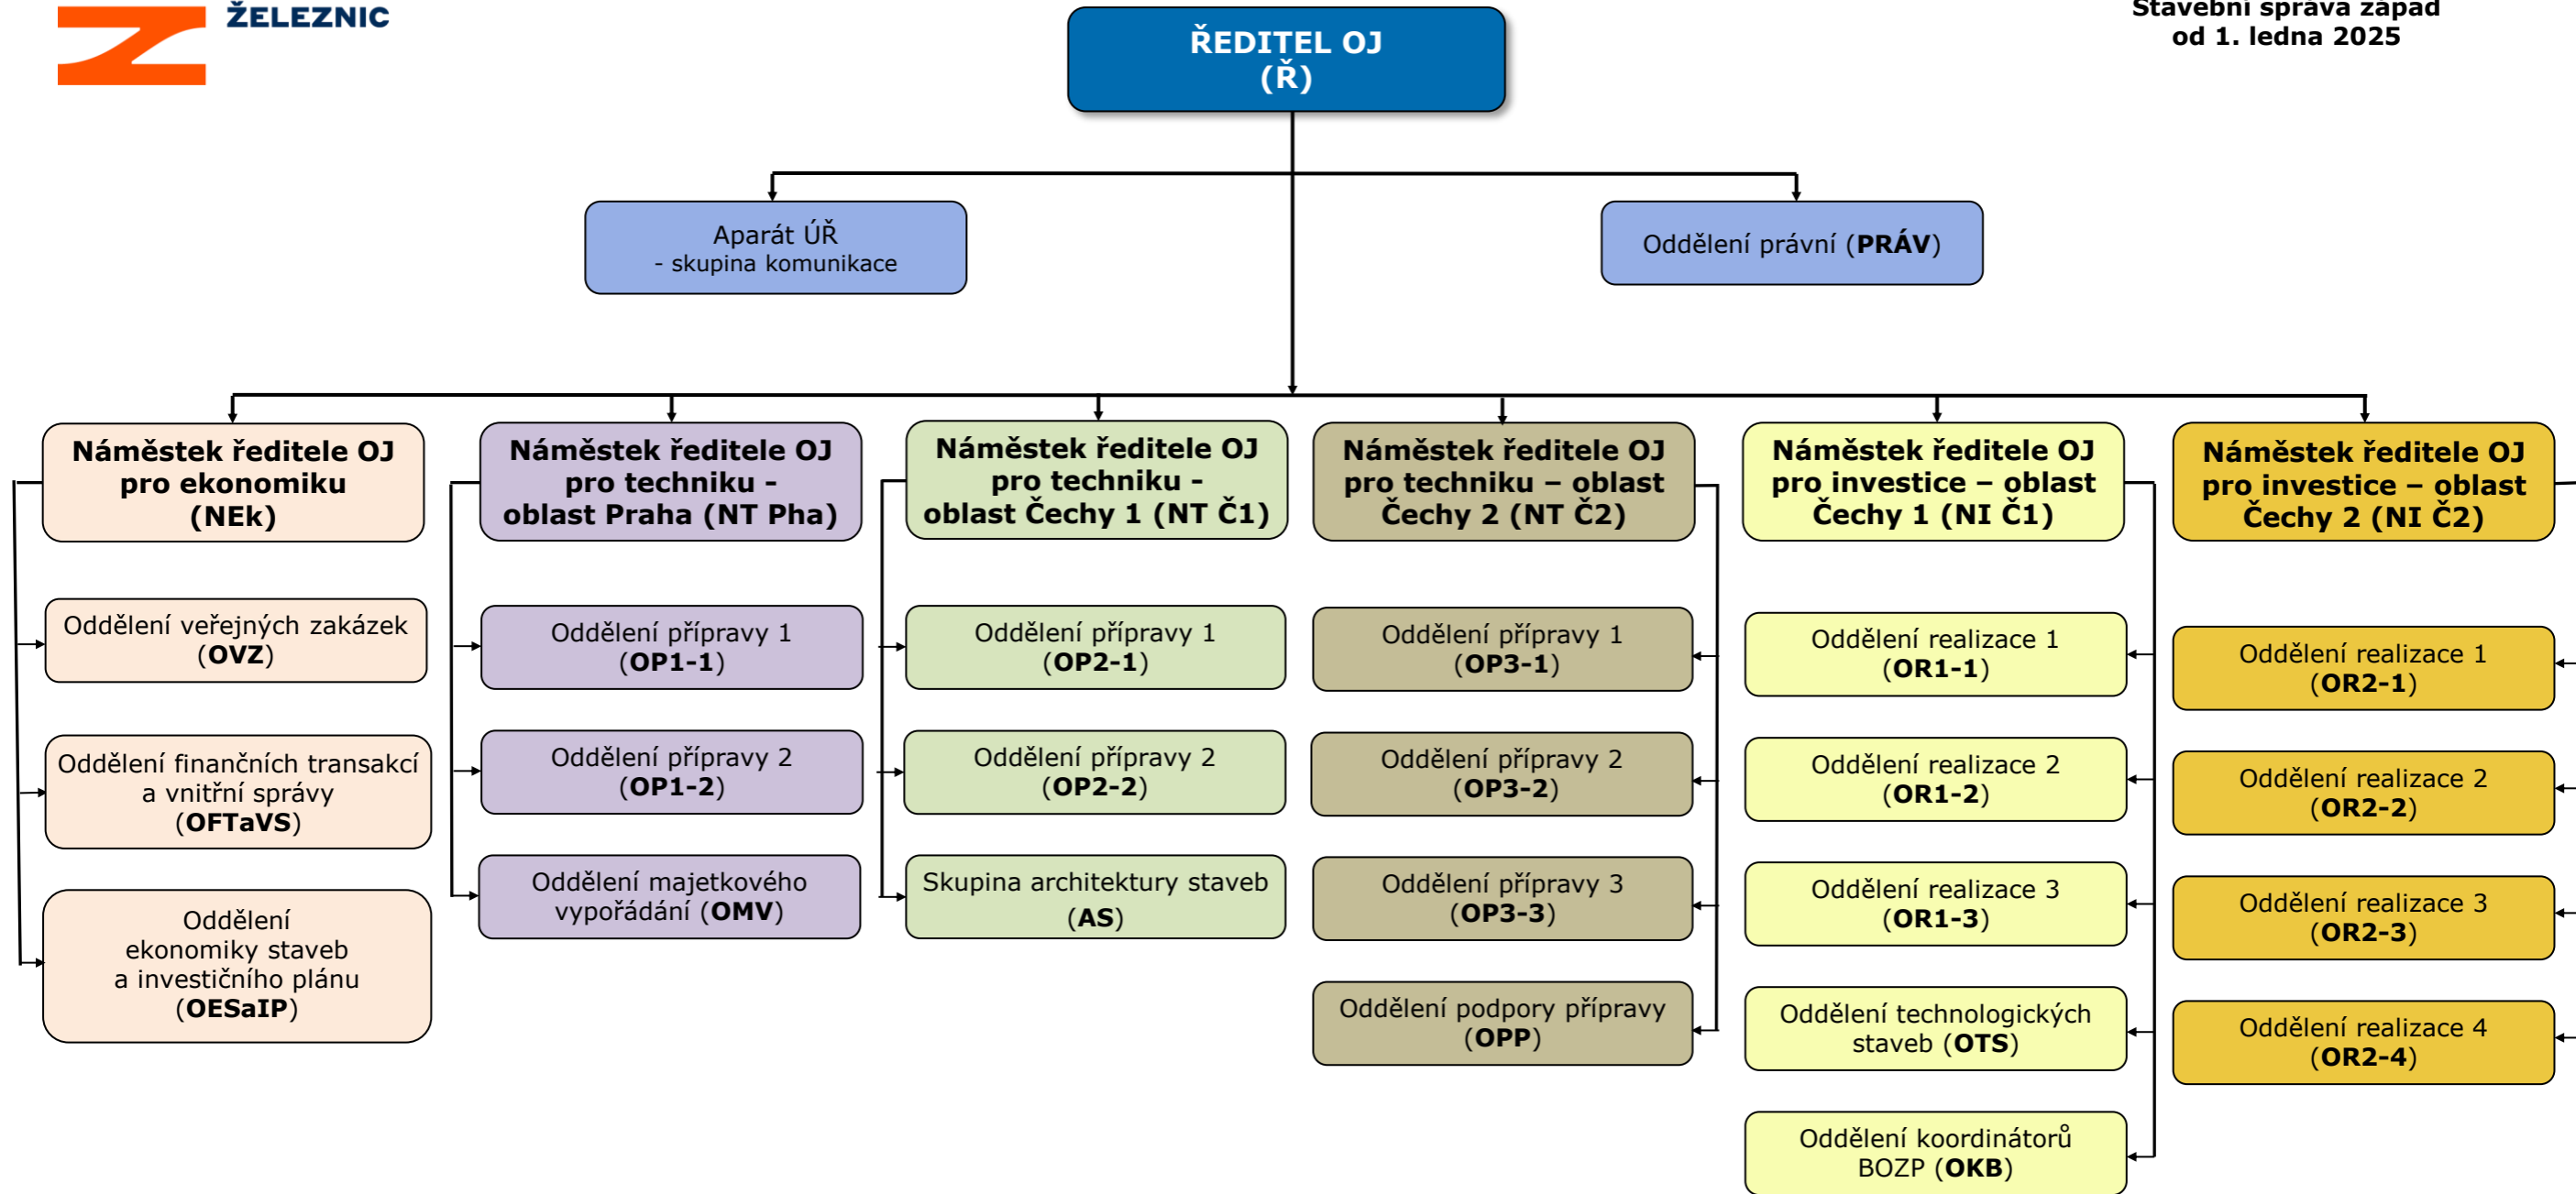 ŽELEZNIC
Stavební správa západ
od 1. ledna 2025
ŘEDITEL OJ
(Ř)
Aparát ÚŘ
- skupina komunikace
Oddělení právní (PRÁV)
Náměstek ředitele OJ
pro ekonomiku
(NEk)
Oddělení veřejných zakázek
(OVZ)
Oddělení finančních transakcí
a vnitřní správy
(OFTaVS)
Oddělení
ekonomiky staveb
a investičního plánu
(OESaIP)
Náměstek ředitele OJ
pro techniku -
oblast Praha (NT Pha)
Oddělení přípravy 1
(OP1-1)
Oddělení přípravy 2
(OP1-2)
Oddělení majetkového
vypořádání (OMV)
Náměstek ředitele OJ
pro techniku -
oblast Čechy 1 (NT Č1)
Oddělení přípravy 1
(OP2-1)
Oddělení přípravy 2
(OP2-2)
Skupina architektury staveb
(AS)
Náměstek ředitele OJ
pro techniku – oblast
Čechy 2 (NT Č2)
Oddělení přípravy 1
(OP3-1)
Oddělení přípravy 2
(OP3-2)
Oddělení přípravy 3
(OP3-3)
Oddělení podpory přípravy
(OPP)
Náměstek ředitele OJ
pro investice – oblast
Čechy 1 (NI Č1)
Oddělení realizace 1
(OR1-1)
Oddělení realizace 2
(OR1-2)
Oddělení realizace 3
(OR1-3)
Oddělení technologických
staveb (OTS)
Oddělení koordinátorů
BOZP (OKB)
Náměstek ředitele OJ
pro investice – oblast
Čechy 2 (NI Č2)
Oddělení realizace 1
(OR2-1)
Oddělení realizace 2
(OR2-2)
Oddělení realizace 3
(OR2-3)
Oddělení realizace 4
(OR2-4)